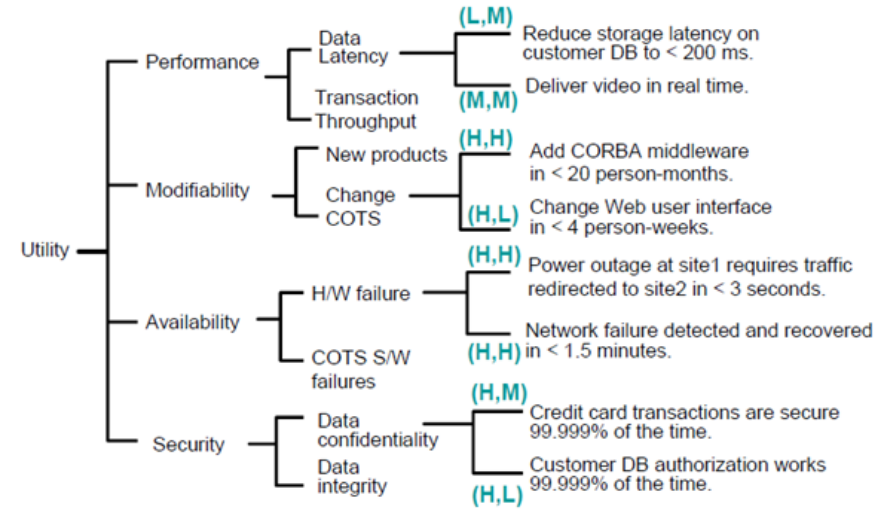 Utility
Performance
Data
Latency
(L,M)
Reduce storage latency on
customer DB to < 200 ms.
(M,M)
Deliver video in real time.
Transaction
Throughput
Modifiability
New products
Change
COTS
(H,H)
Add CORBA middleware
in < 20 person-months.
(H,L)
Change Web user interface
in < 4 person-weeks.
Availability
H/W failure
(H,H)
Power outage at site1 requires traffic
redirected to site2 in < 3 seconds.
(H,H)
Network failure detected and recovered
in < 1.5 minutes.
COTS S/W
failures
Security
Data
confidentiality
(H,M)
Credit card transactions are secure
99.999% of the time.
(H,L)
Customer DB authorization works
99.999% of the time.
Data
integrity